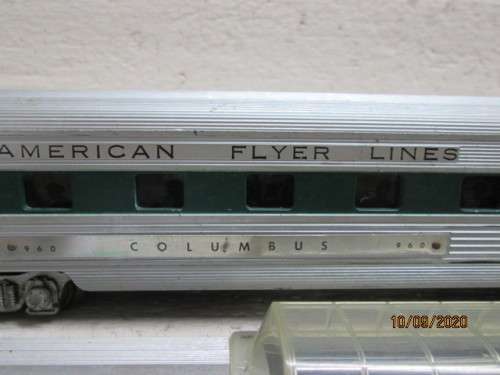 AMERICAN FLYER LINES
960 COLUMBUS 960
10/09/2020